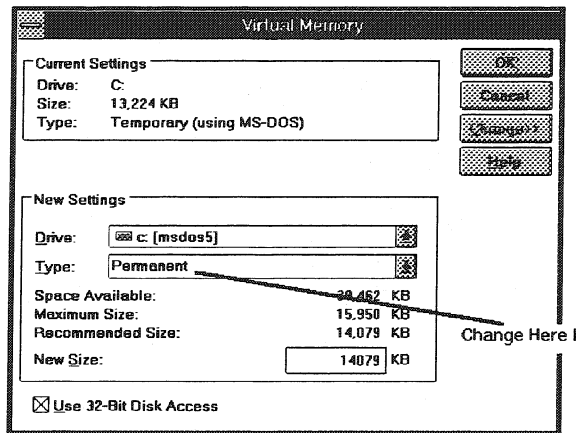 Virtual Memory
Current Settings
Drive: C:
Size: 13,224 KB
Type: Temporary (using MS-DOS)
OK
Cancel
Change>>
Help
New Settings
Drive: c: [msdos5]
Type: Permanent
Space Available: 30,462 KB
Maximum Size: 15,950 KB
Recommended Size: 14,079 KB
New Size: 14079 KB
Change Here
Use 32-Bit Disk Access